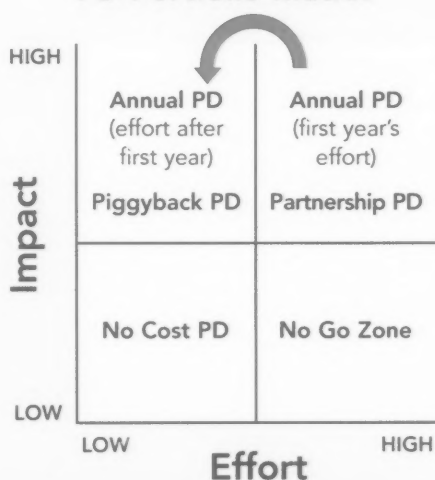 HIGH
Annual PD
(effort after
first year)
Piggyback PD
Annual PD
(first year's
effort)
Partnership PD
Impact
No Cost PD
No Go Zone
LOW
LOW
HIGH
Effort